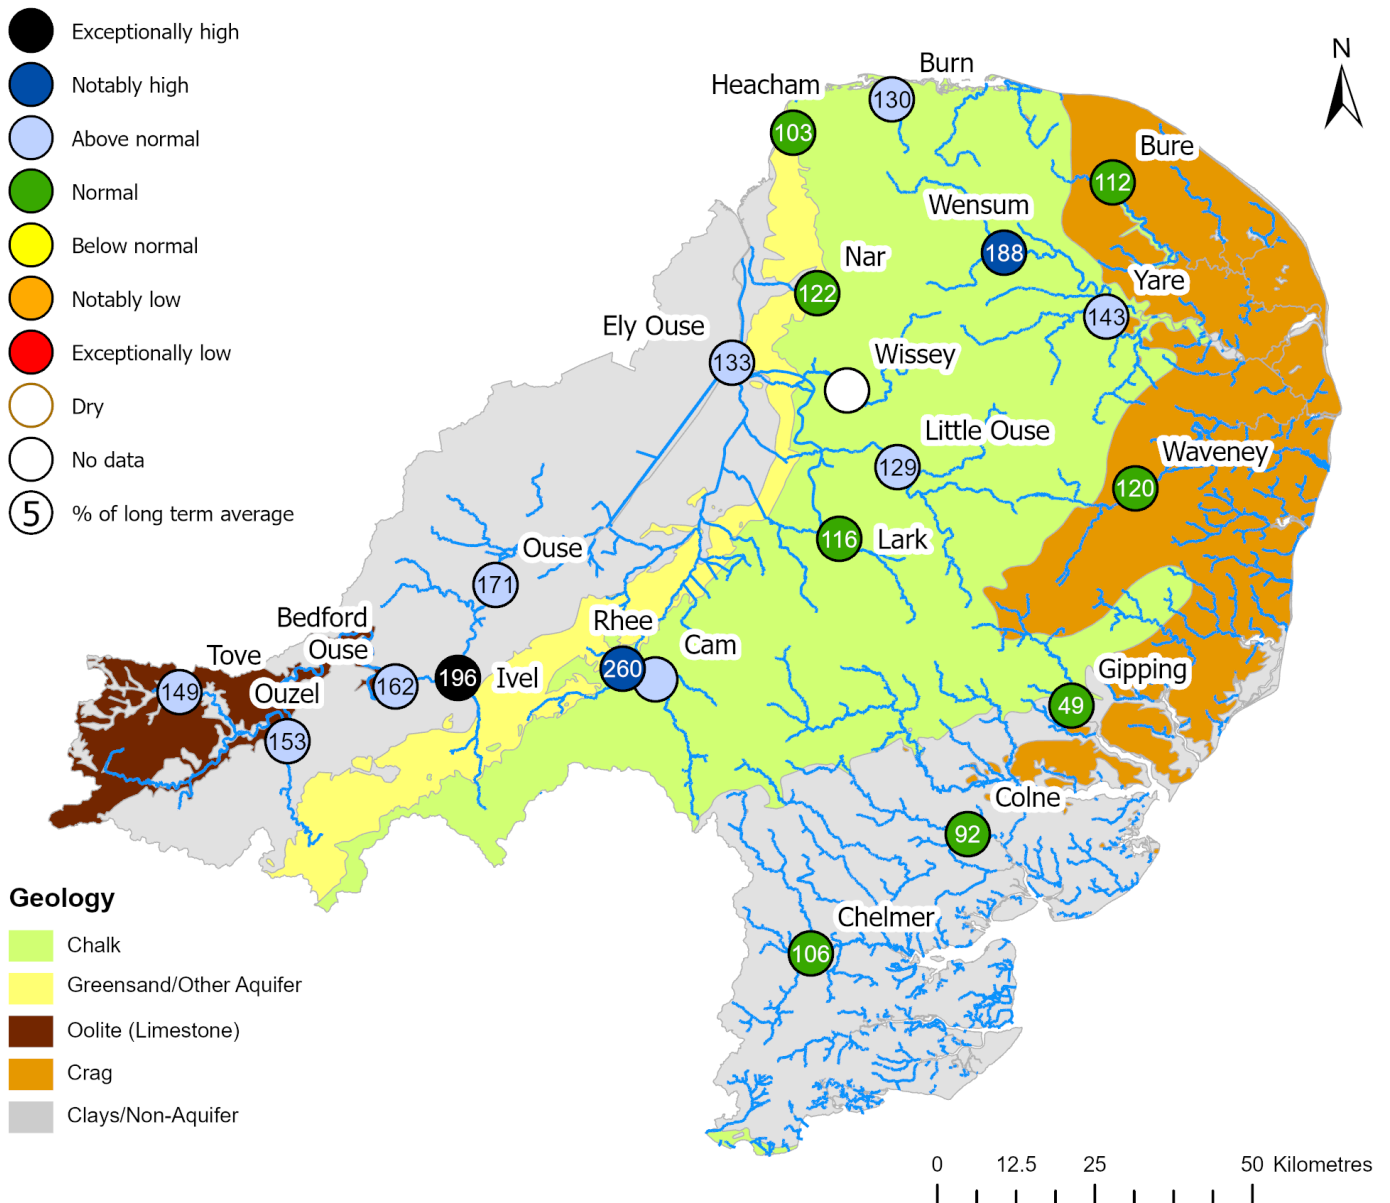 Exceptionally high
Notably high
Above normal
Normal
Below normal
Notably low
Exceptionally low
Dry
No data
5 % of long term average
N
Burn
130
Heacham
103
Bure
112
Wensum
188
Nar
122
Yare
143
Ely Ouse
133
Wissey
Little Ouse
129
Waveney
120
Lark
116
Ouse
171
Bedford
Ouse
162
Rhee
260
Cam
Tove
149
Ouzel
153
Ivel
196
Gipping
49
Colne
92
Chelmer
106
Geology
Chalk
Greensand/Other Aquifer
Oolite (Limestone)
Crag
Clays/Non-Aquifer
0 12.5 25 50 Kilometres